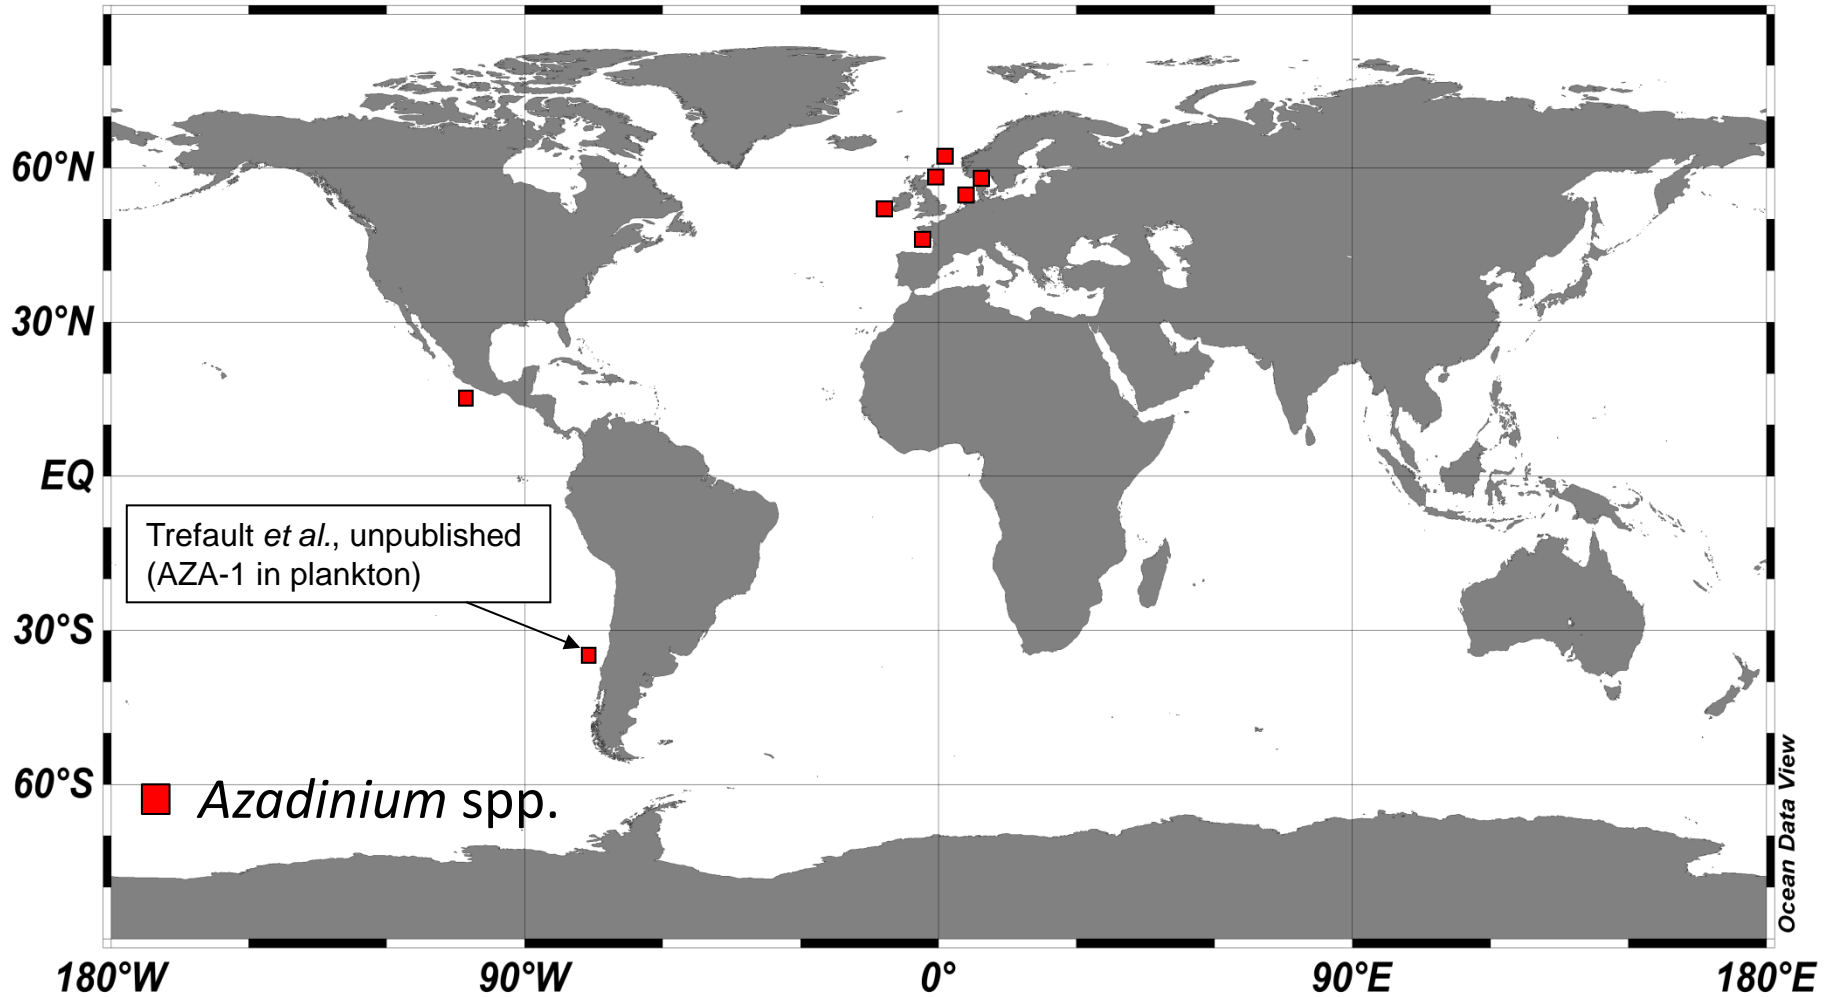 60°N
30°N
EQ
Trefault et al., unpublished
(AZA-1 in plankton)
30°S
60°S
Azadinium spp.
Ocean Data View
180°W 90°W 0° 90°E 180°E